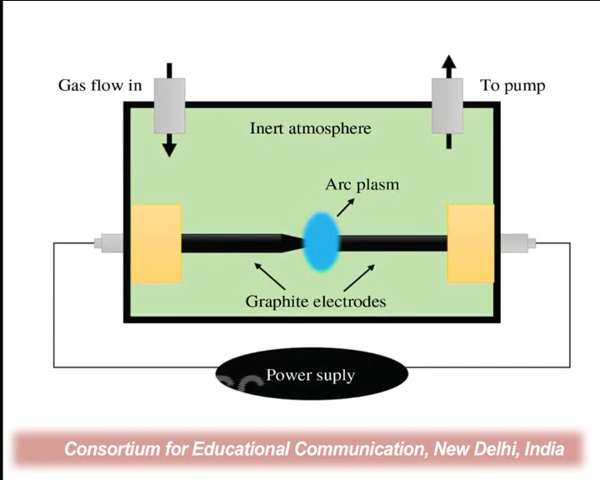 Gas flow in
To pump
Inert atmosphere
Arc plasm
Graphite electrodes
Power suply
Consortium for Educational Communication, New Delhi, India